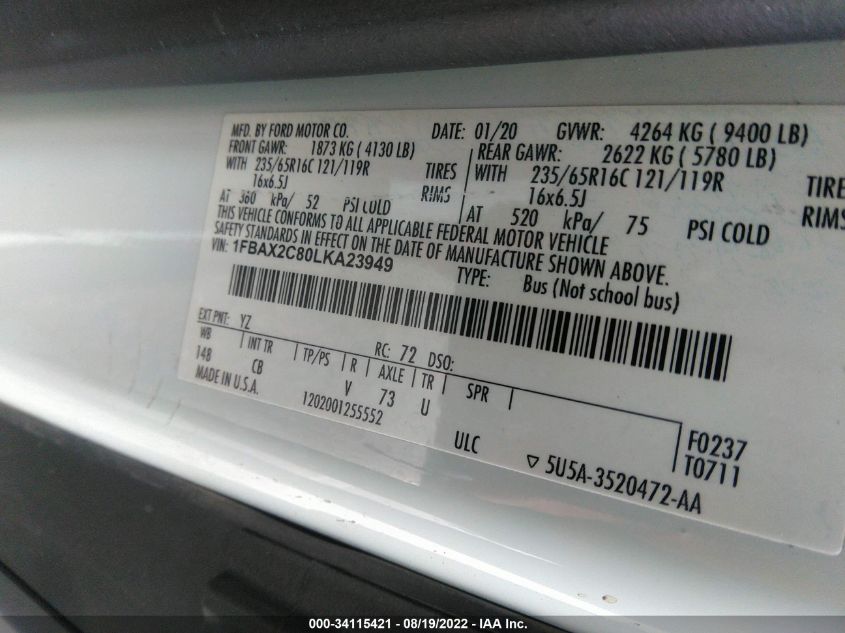 MFD. BY FORD MOTOR CO. DATE: 01/20 GVWR: 4264 KG ( 9400 LB)
FRONT GAWR: 1873 KG ( 4130 LB) REAR GAWR: 2622 KG ( 5780 LB)
WITH 235/65R16C 121/119R TIRES WITH 235/65R16C 121/119R TIRE
16x6.5J RIMS 16x6.5J RIMS
AT 360 kPa/ 52 PSI COLD AT 520 kPa/ 75 PSI COLD
THIS VEHICLE CONFORMS TO ALL APPLICABLE FEDERAL MOTOR VEHICLE
SAFETY STANDARDS IN EFFECT ON THE DATE OF MANUFACTURE SHOWN ABOVE.
VIN: 1FBAX2C80LKA23949
TYPE: Bus (Not school bus)
EXT PNT: YZ RC: 72 DSO:
WB INT TR TP/PS R AXLE TR SPR
148 CB V 73 U
MADE IN U.S.A. 1202001255552
ULC
F0237
T0711
▽ 5U5A-3520472-AA
000-34115421 - 08/19/2022 - IAA Inc.